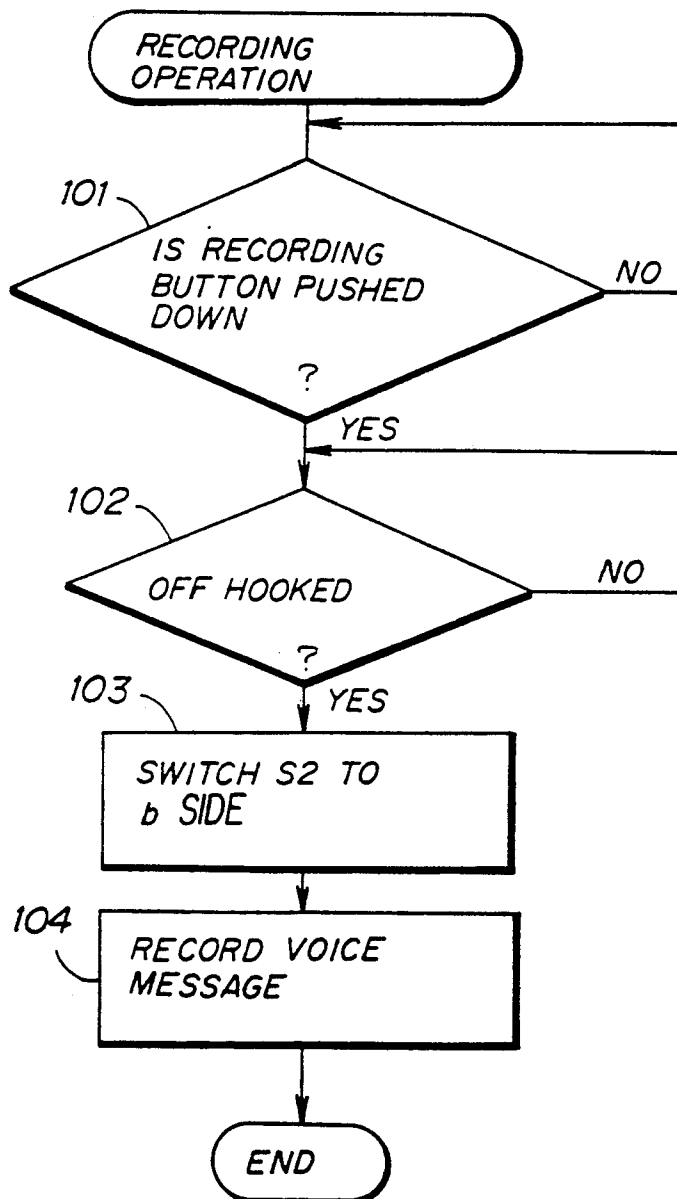 RECORDING
OPERATION
101
IS RECORDING
BUTTON PUSHED
DOWN
?
NO
YES
102
OFF HOOKED
?
NO
YES
103
SWITCH S2 TO
b SIDE
104
RECORD VOICE
MESSAGE
END